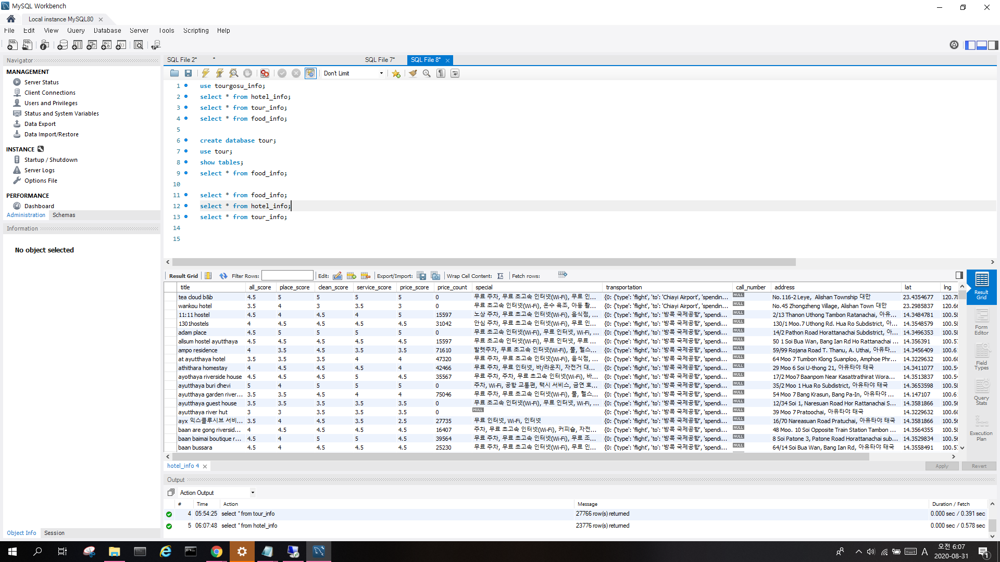 MySQL Workbench
Local instance MySQL80
File Edit View Query Database Server Tools Scripting Help
Navigator
MANAGEMENT
Server Status
Client Connections
Users and Privileges
Status and System Variables
Data Export
Data Import/Restore
INSTANCE
Startup / Shutdown
Server Logs
Options File
PERFORMANCE
Dashboard
Administration Schemas
Information
No object selected
Object Info Session
SQL File 2* * SQL File 7* SQL File 8*
Don't Limit
1 use tourgosu_info;
2 select * from hotel_info;
3 select * from tour_info;
4 select * from food_info;
5
6 create database tour;
7 use tour;
8 show tables;
9 select * from food_info;
10
11 select * from food_info;
12 select * from hotel_info;
13 select * from tour_info;
14
15
Result Grid Filter Rows: Edit: Export/Import: Wrap Cell Content: Fetch rows:
title all_score place_score clean_score service_score price_score price_count special transportation call_number address lat lng
tea cloud b&b 4.5 5 5 5 5 0 무료 주차, 무료 초고속 인터넷(Wi-Fi), 무료 인... {0: {'type': 'flight', 'to': 'Chiayi Airport', 'spendin... NULL No.116-2 Leye, Alishan Township 대만 23.4354677 120.78
wankou hotel 3.5 4 3 3.5 3 0 무료 초고속 인터넷(Wi-Fi), 온수 욕조, 아동 활... {0: {'type': 'flight', 'to': 'Chiayi Airport', 'spendin... NULL No.45 Zhongzheng Village, Alishan Town 대만 23.2985837 120.66
11:11 hostel 4.5 4 4.5 4 5 15597 노상 주차, 무료 초고속 인터넷(Wi-Fi), 음식점, ... {0: {'type': 'flight', 'to': '방콕 국제공항', 'spendi... NULL 2/13 Thanon Uthong Tambon Ratanachai, 아유... 14.3484781 100.58
1301hostels 4 4.5 4.5 4.5 4.5 31042 안심 주차, 무료 초고속 인터넷(Wi-Fi), 무료 인... {0: {'type': 'flight', 'to': '방콕 국제공항', 'spendi... NULL 130/1 Moo.7 Uthong Rd. Hua Ro Subdistrict, 아... 14.3548579 100.58
adam place 4.5 5 5 5 5 0 무료 초고속 인터넷(Wi-Fi), 무료 인터넷, Wi-Fi, ... {0: {'type': 'flight', 'to': '방콕 국제공항', 'spendi... NULL 14/2 Pathon Road Horattanachai Subdistrict, 아... 14.3496353 100.58
allsum hostel ayutthaya 4.5 4.5 4.5 4.5 4.5 15597 무료 초고속 인터넷(Wi-Fi), 무료 인터넷, 무료 ... {0: {'type': 'flight', 'to': '방콕 국제공항', 'spendi... NULL 50 1 Soi Bua Wan, Bang Ian Rd Ho Rattanachai ... 14.356391 100.57
ampo residence 4 3.5 4.5 3.5 3.5 71610 발렛주차, 무료 초고속 인터넷(Wi-Fi), 풀, 헬스... {0: {'type': 'flight', 'to': '방콕 국제공항', 'spendi... NULL 59/99 Rojana Road T. Thanu, A. Uthai, 아유타... 14.3456409 100.61
at ayutthaya hotel 3.5 3.5 3.5 4 4 47320 무료 주차, 무료 초고속 인터넷(Wi-Fi), 음식점, ... {0: {'type': 'flight', 'to': '방콕 국제공항', 'spendi... NULL 64 Moo 7 Tumbon Klong Suanploo, Amphoe Phr... 14.3229632 100.60
athithara homestay 4 4 4.5 4.5 4 42466 무료 주차, 무료 인터넷, 바/라운지, 자전거 대... {0: {'type': 'flight', 'to': '방콕 국제공항', 'spendi... NULL 29 Moo 6 Soi U-thong 21, 아유타야 태국 14.3411077 100.54
ayothaya riverside house 4.5 4.5 4.5 5 4.5 35567 무료 주차, 주차, 무료 초고속 인터넷(Wi-Fi), 바... {0: {'type': 'flight', 'to': '방콕 국제공항', 'spendi... NULL 17/2 Moo7 Baanpom Near Kasattrathirat Wora... 14.3513837 100.54
ayutthaya buri dhevi 5 4 5 5 5 0 주차, Wi-Fi, 공항 교통편, 택시 서비스, 금연 호... {0: {'type': 'flight', 'to': '방콕 국제공항', 'spendi... NULL 35/2 Moo 1 Hua Ro Subdistrict, 아유타야 태국 14.3653598 100.58
ayutthaya garden river... 3.5 3.5 4.5 4 4 75046 무료 주차, 무료 초고속 인터넷(Wi-Fi), 풀, 헬스... {0: {'type': 'flight', 'to': '방콕 국제공항', 'spendi... NULL 54 Moo 7 Bang Krasun, Bang Pa-In, 아유타야 ... 14.147107 100.61
ayutthaya guest house 3.5 3.5 3.5 3.5 3.5 0 무료 초고속 인터넷(Wi-Fi), 무료 인터넷, Wi-Fi, ... {0: {'type': 'flight', 'to': '방콕 국제공항', 'spendi... NULL 12/34 Soi 1, Naresuan Road Hor Rattanachai S... 14.3581866 100.56
ayutthaya river hut 3 3 3.5 3.5 3.5 0 NULL {0: {'type': 'flight', 'to': '방콕 국제공항', 'spendi... NULL 39 Moo 7 Pratoochai, 아유타야 태국 14.3229632 100.60
ayx 익스클루시브 서비... 3.5 4 4.5 3.5 2.5 27735 무료 인터넷, Wi-Fi, 인터넷 {0: {'type': 'flight', 'to': '방콕 국제공항', 'spendi... NULL 16/70 Nareasuan Road Pratuchai, 아유타야 태국 14.3581866 100.56
baan are gong riversid... 4 4.5 4.5 4.5 4.5 16407 주차, 무료 초고속 인터넷(Wi-Fi), 커피숍, 자전... {0: {'type': 'flight', 'to': '방콕 국제공항', 'spendi... NULL 48 Moo. 10 Soi Opposite Train Station Tambon ... 14.3564355 100.58
baan baimai boutique r... 4.5 4 5 5 4.5 39564 무료 주차, 무료 초고속 인터넷(Wi-Fi), 무료 조... {0: {'type': 'flight', 'to': '방콕 국제공항', 'spendi... NULL 8 Soi Patone 3, Patone Road Horattanachai sub... 14.3529834 100.57
baan bussara 4.5 4 4.5 4.5 4.5 25230 무료 주차, 무료 초고속 인터넷(Wi-Fi), 무료 인... {0: {'type': 'flight', 'to': '방콕 국제공항', 'spendi... NULL 64/14 Soi Bua Wan, Bang Ian Rd, 아유타야 태국 14.3558491 100.57
Result Grid
Form Editor
Field Types
Query Stats
Execution Plan
hotel_info 4 Apply Revert
Output
Action Output
# Time Action Message Duration / Fetch
4 05:54:25 select * from tour_info 27766 row(s) returned 0.000 sec / 0.391 sec
5 06:07:48 select * from hotel_info 23776 row(s) returned 0.000 sec / 0.578 sec
A 오전 6:07
2020-08-31
1